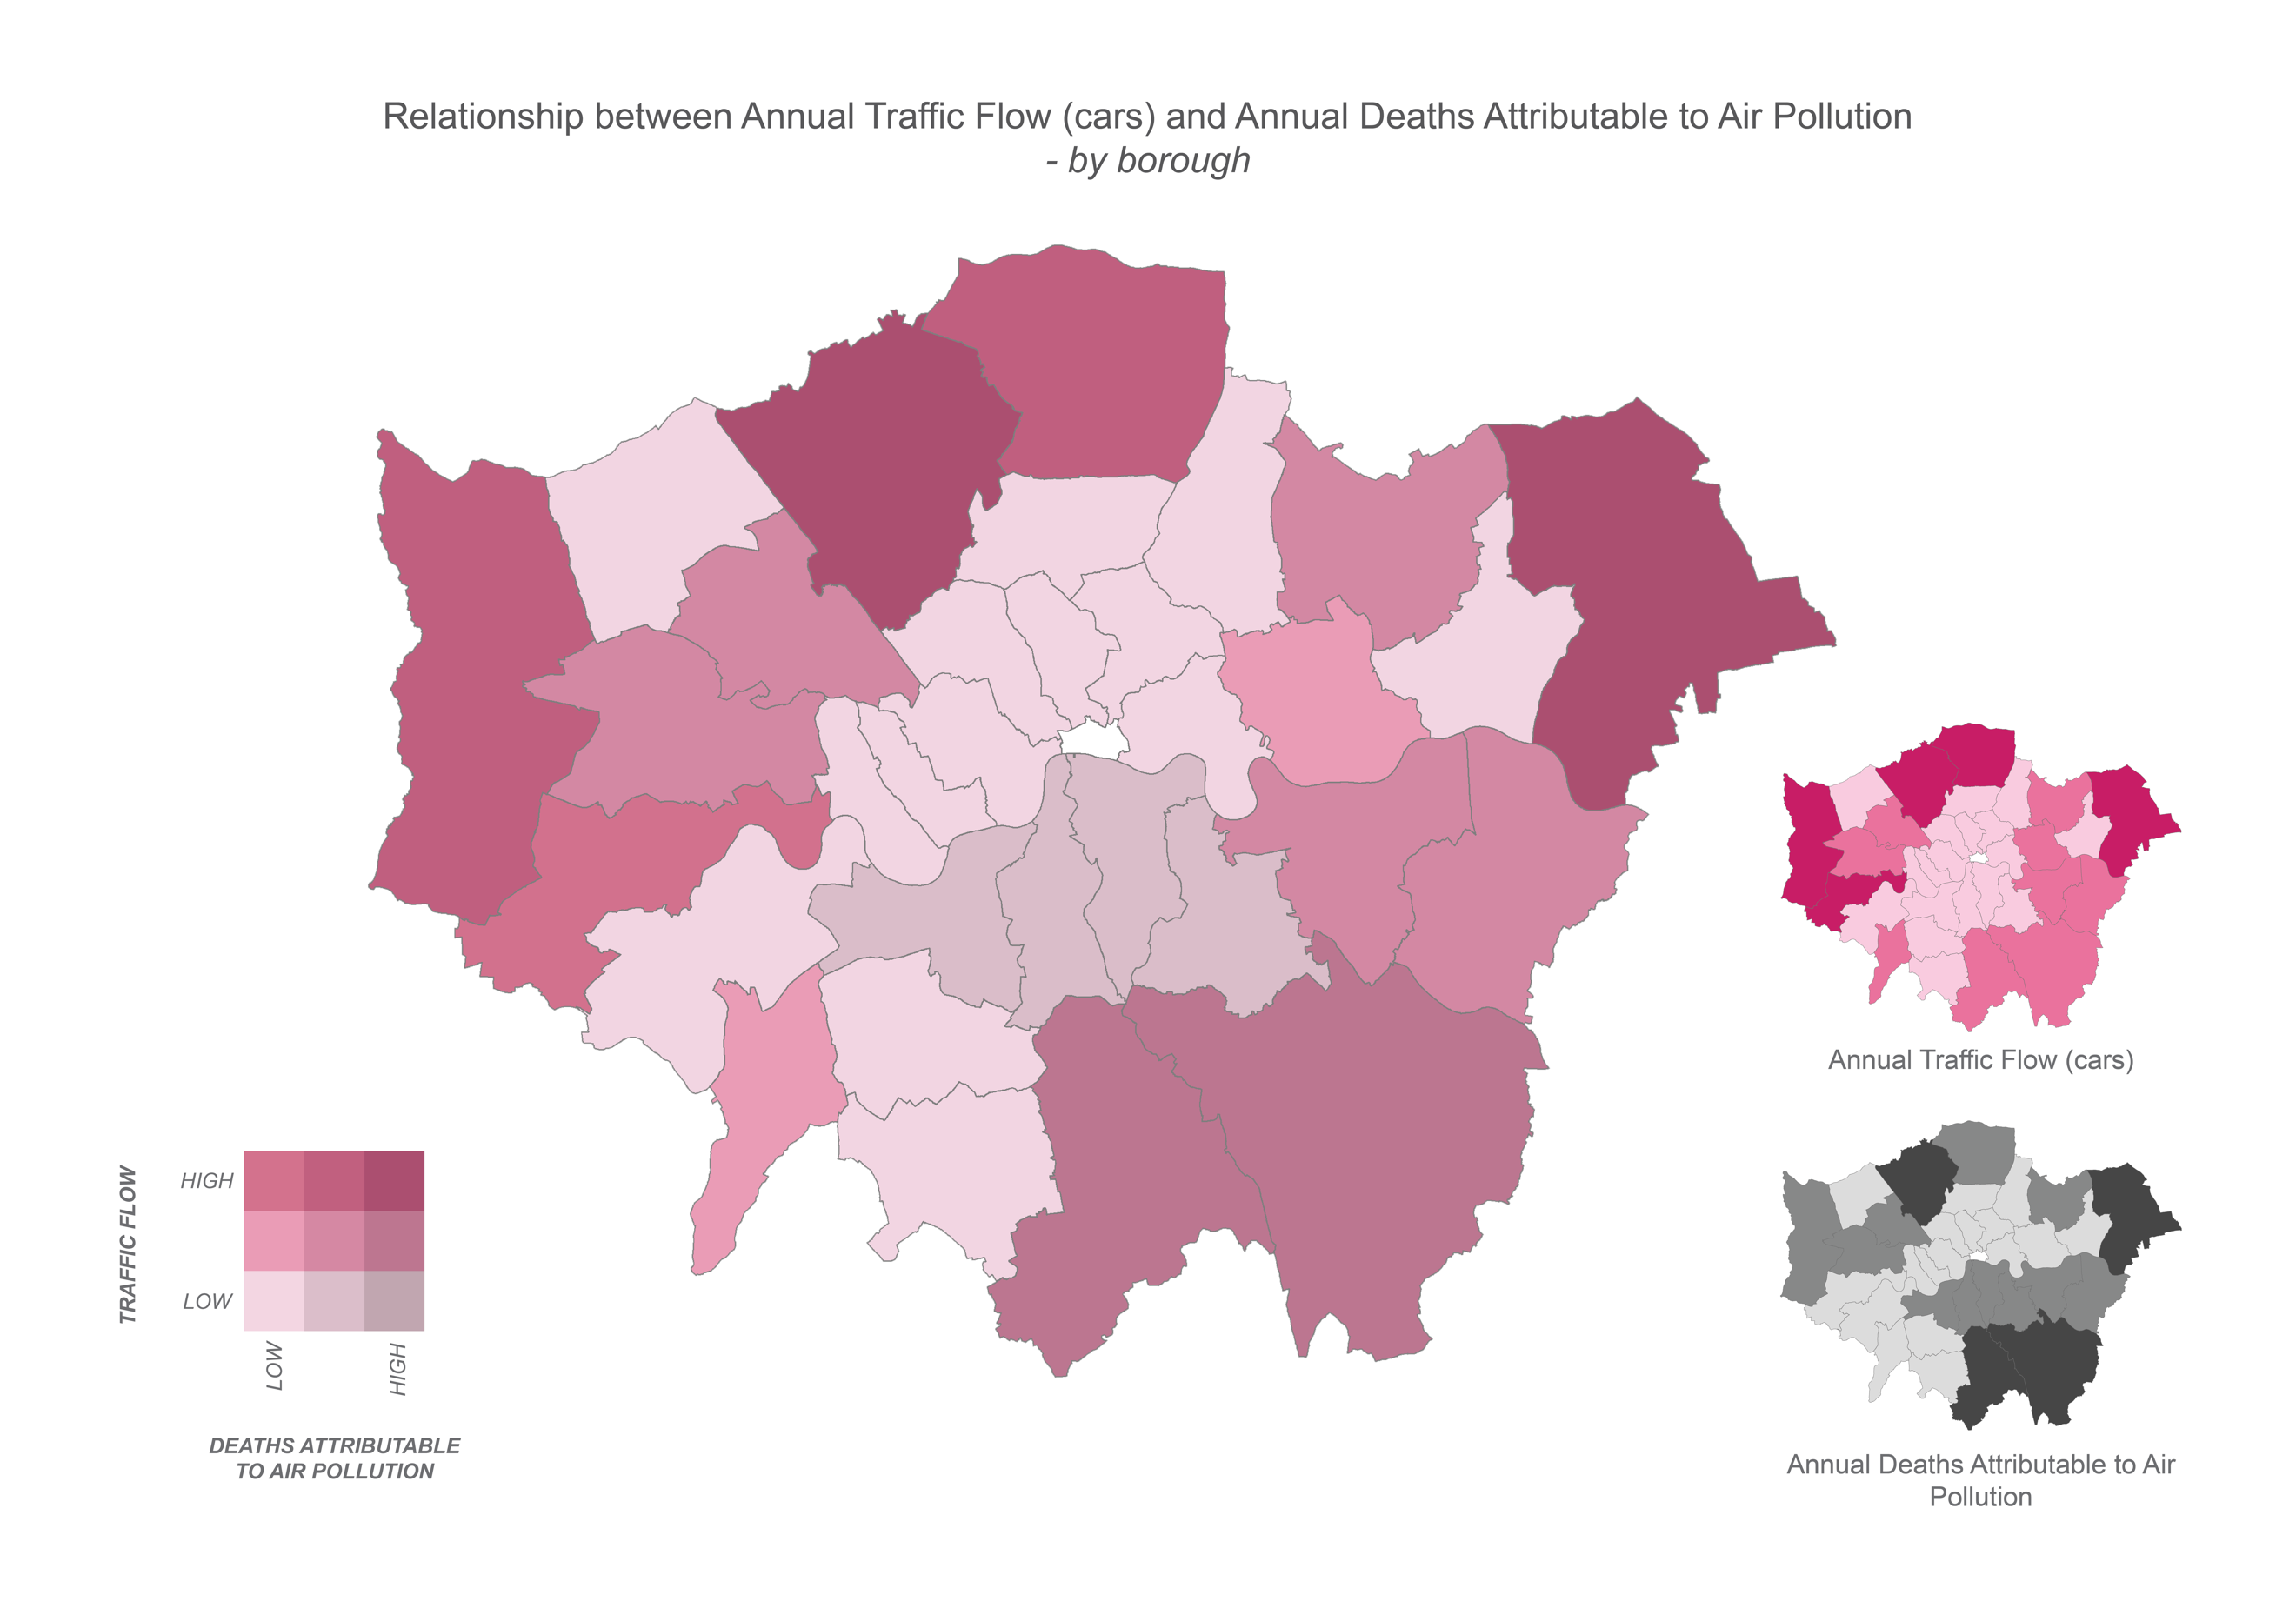 Relationship between Annual Traffic Flow (cars) and Annual Deaths Attributable to Air Pollution
- by borough
Annual Traffic Flow (cars)
TRAFFIC FLOW
HIGH
LOW
LOW
HIGH
DEATHS ATTRIBUTABLE
TO AIR POLLUTION
Annual Deaths Attributable to Air
Pollution